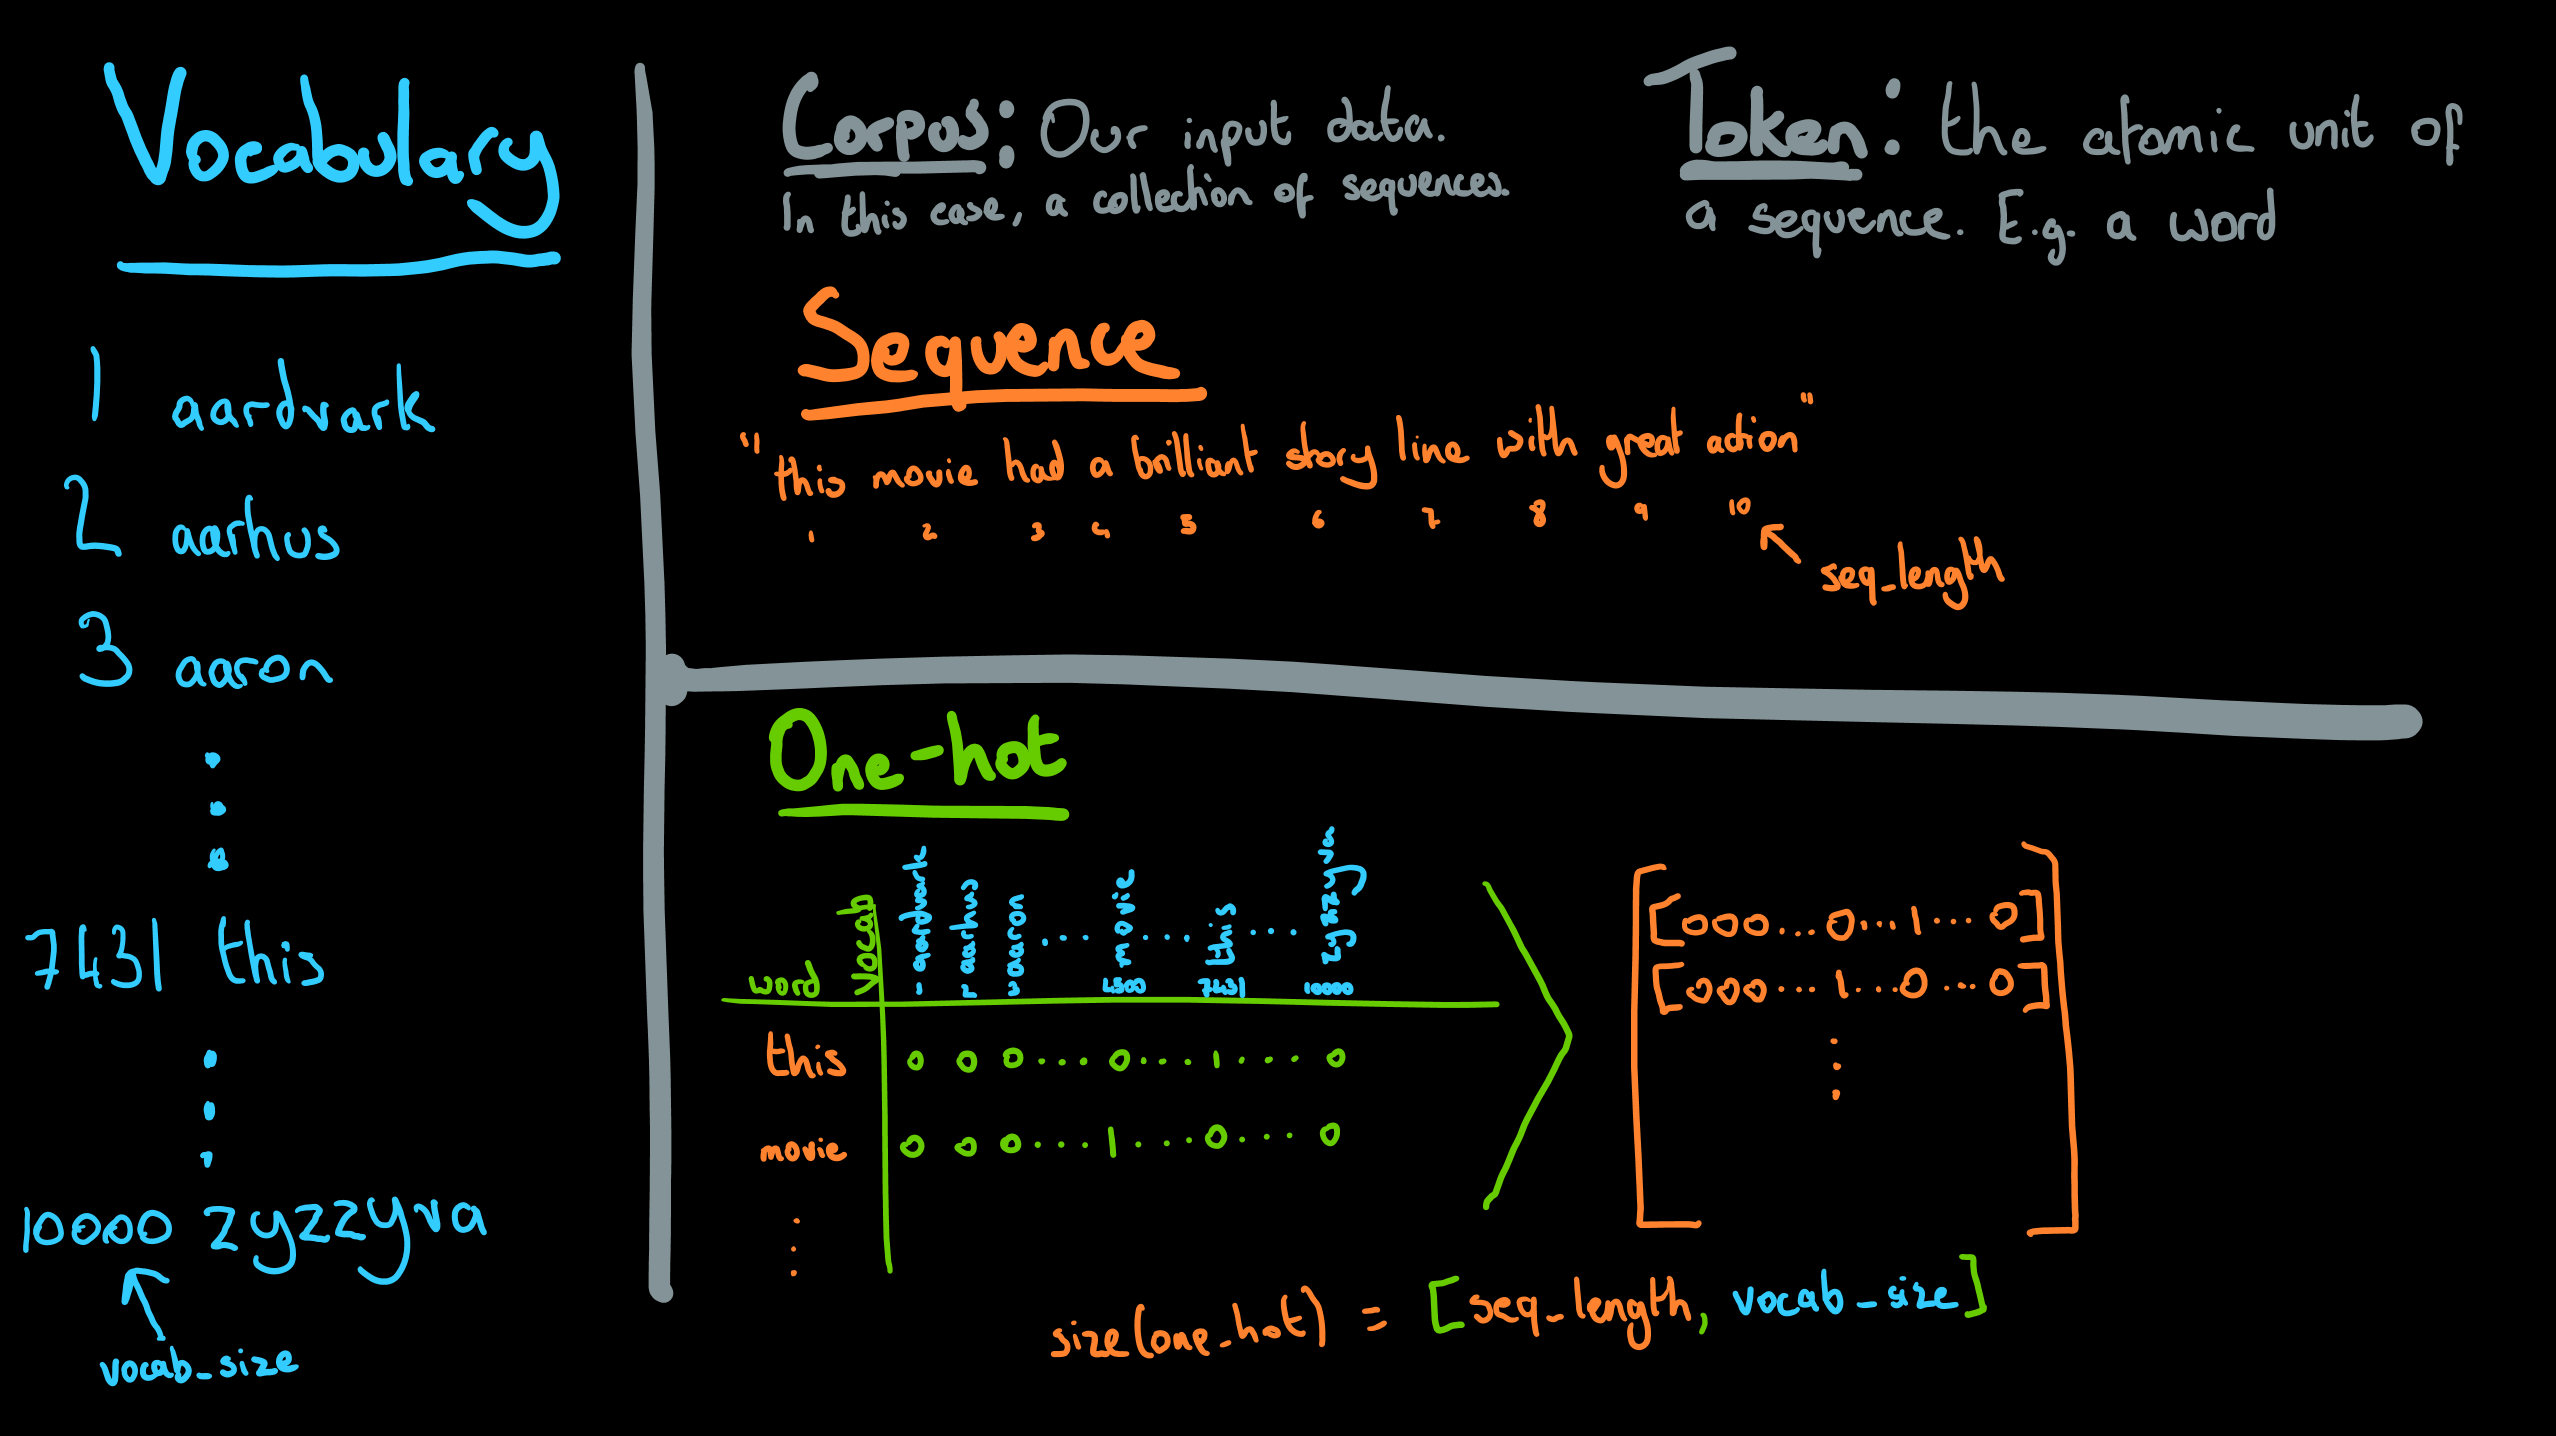 Vocabulary
1 aardvark
2 aarhus
3 aaron
7431 this
10000 zyzzyva
vocab_size
Corpus: Our input data.
In this case, a collection of sequences.
Token: the atomic unit of
a sequence. E.g. a word
Sequence
"this movie had a brilliant story line with great action"
1 2 3 4 5 6 7 8 9 10
seq_length
One-hot
word vocab 1 aardvark 2 aarhus 3 aaron .... movie ... this ... zyzzyva
4500 7431 10000
this 0 0 0 ... 0 ... 1 .... 0
movie 0 0 0 ... 1 .... 0 .... 0
[000...0...1...0]
[000...1...0...0]
size(one_hot) = [seq_length, vocab_size]